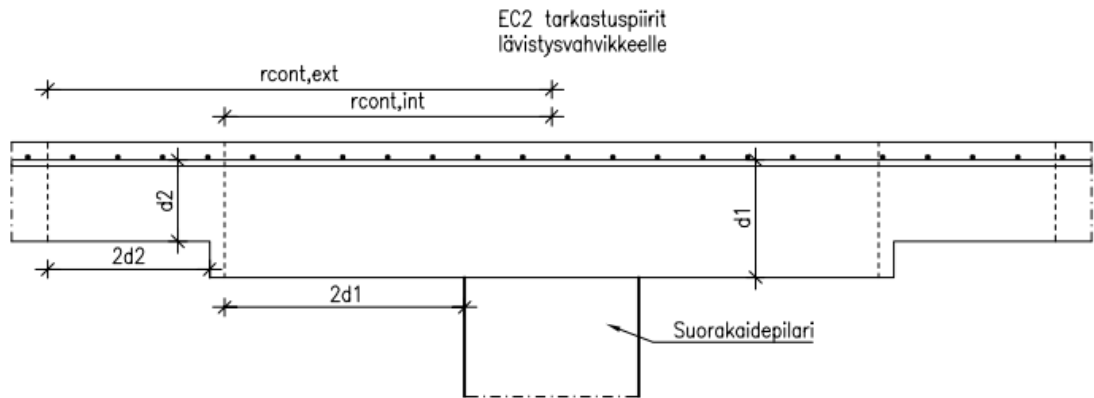 EC2 tarkastuspiirit
lävistysvahvikkeelle
rcont,ext
rcont,int
d2
d1
2d2
2d1
Suorakaidepilari